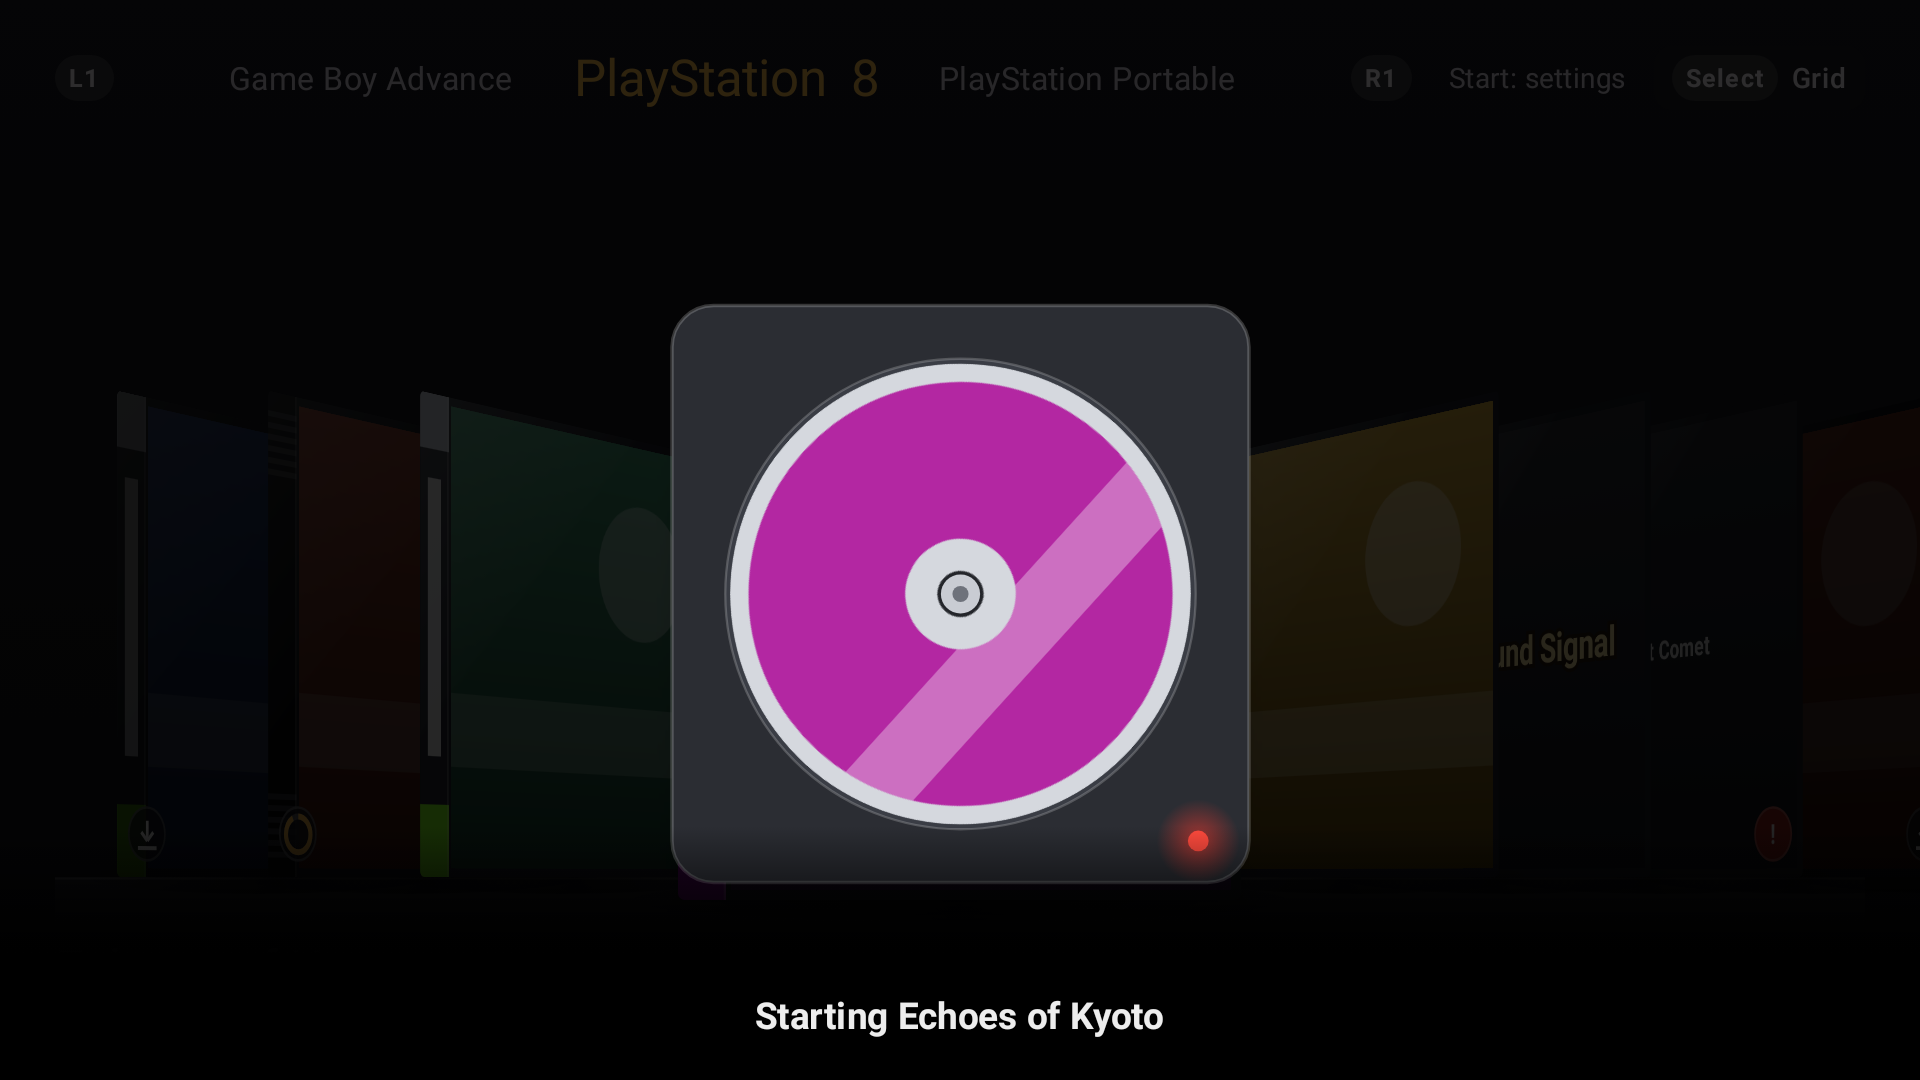 L1 Game Boy Advance PlayStation 8 PlayStation Portable R1 Start: settings Select Grid
Signal
Comet
!
Starting Echoes of Kyoto